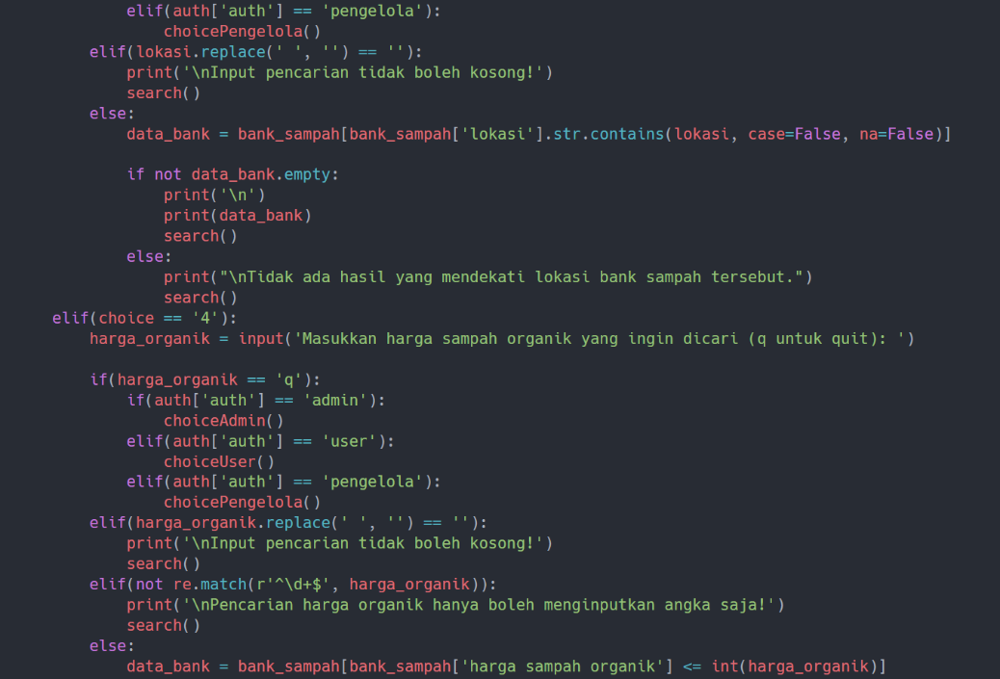 elif(auth['auth'] == 'pengelola'):
choicePengelola()
elif(lokasi.replace(' ', '') == ''):
print('\nInput pencarian tidak boleh kosong!')
search()
else:
data_bank = bank_sampah[bank_sampah['lokasi'].str.contains(lokasi, case=False, na=False)]
if not data_bank.empty:
print('\n')
print(data_bank)
search()
else:
print("\nTidak ada hasil yang mendekati lokasi bank sampah tersebut.")
search()
elif(choice == '4'):
harga_organik = input('Masukkan harga sampah organik yang ingin dicari (q untuk quit): ')
if(harga_organik == 'q'):
if(auth['auth'] == 'admin'):
choiceAdmin()
elif(auth['auth'] == 'user'):
choiceUser()
elif(auth['auth'] == 'pengelola'):
choicePengelola()
elif(harga_organik.replace(' ', '') == ''):
print('\nInput pencarian tidak boleh kosong!')
search()
elif(not re.match(r'^\d+$', harga_organik)):
print('\nPencarian harga organik hanya boleh menginputkan angka saja!')
search()
else:
data_bank = bank_sampah[bank_sampah['harga sampah organik'] <= int(harga_organik)]